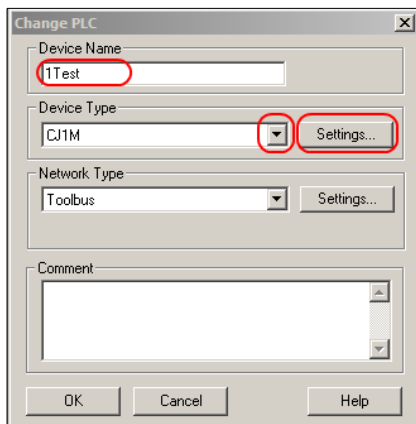 Change PLC
Device Name
1Test
Device Type
CJ1M
Settings...
Network Type
Toolbus
Settings...
Comment
OK
Cancel
Help